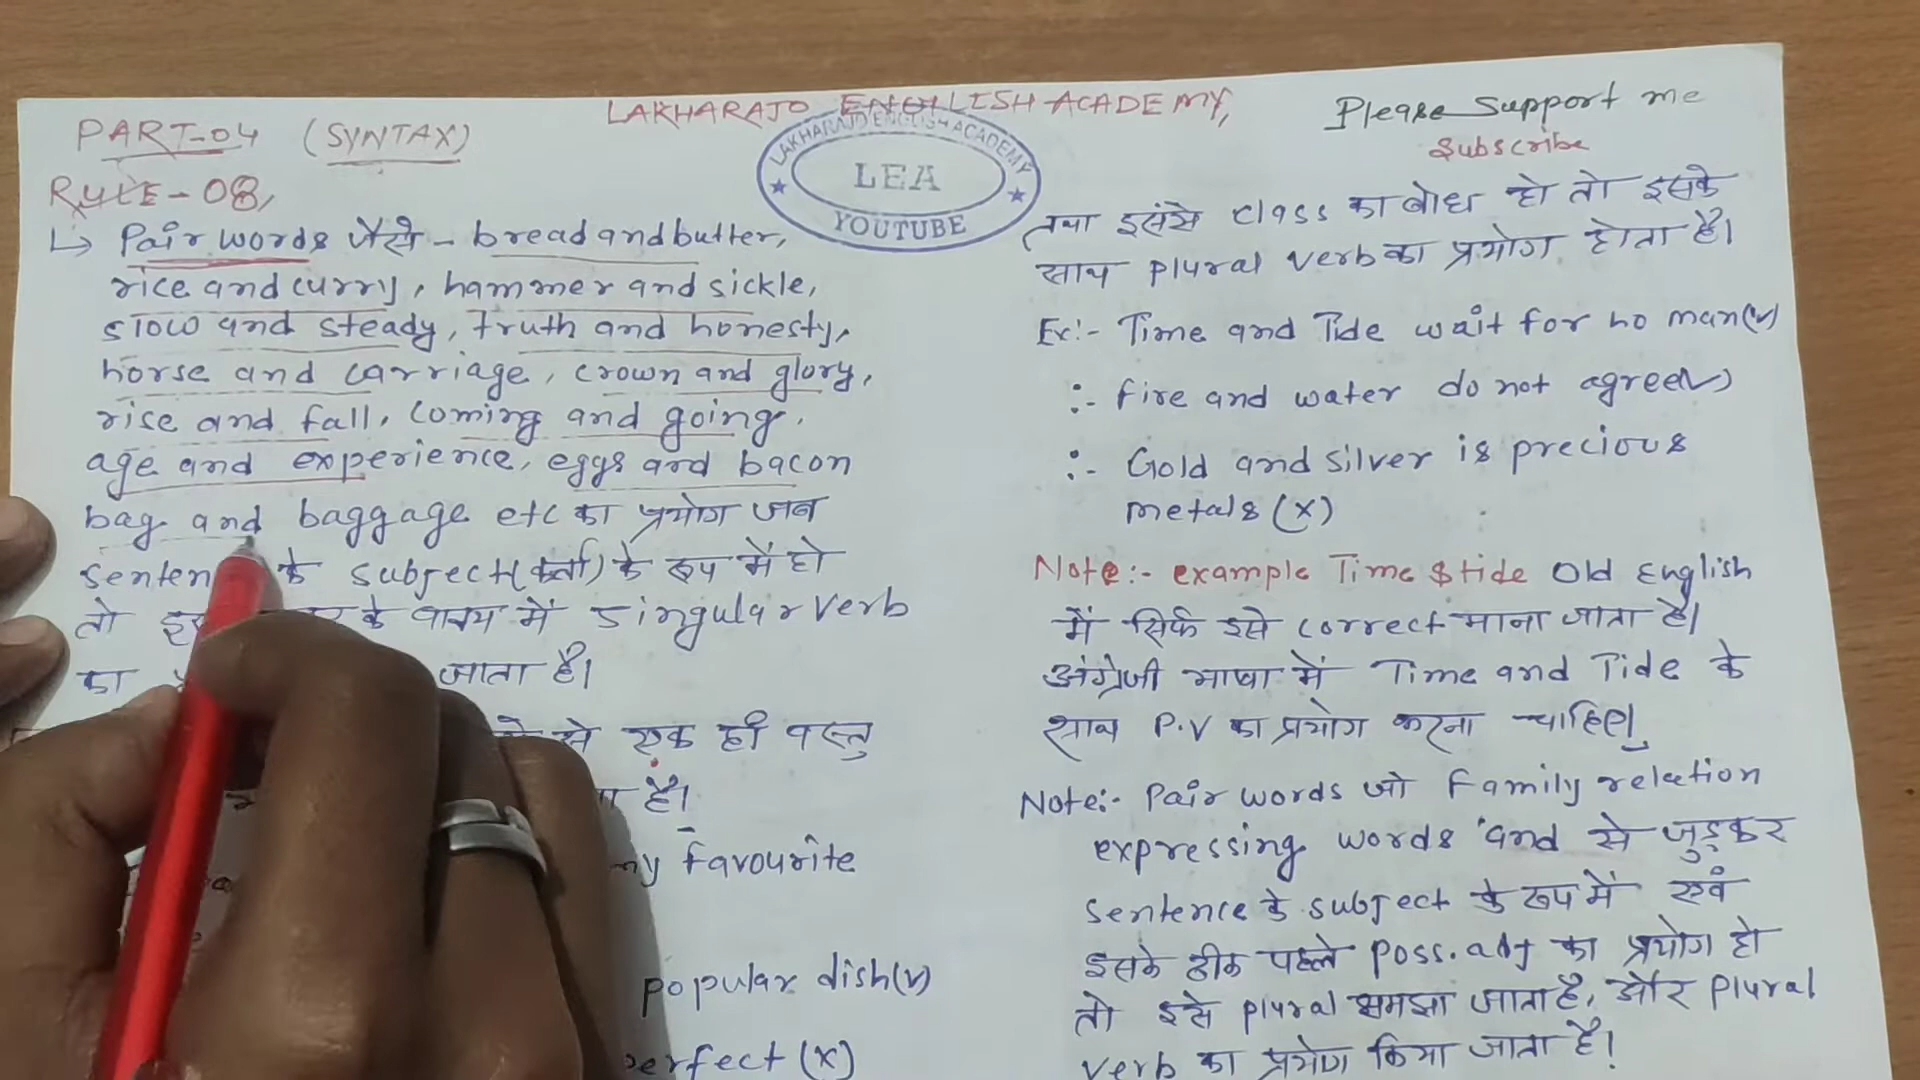 LAKHARAJO ENGLLISH ACADEMY,
PART-04 (SYNTAX)
RULE-08,
LAKHARAJO ENGLISH ACADEMY
LEA
YOUTUBE
Please Support me
Subscribe
↳ Pair words जैसे - bread and butter,
rice and curry, hammer and sickle,
slow and steady, truth and honesty,
horse and carriage, crown and glory,
rise and fall, coming and going,
age and experience, eggs and bacon
bag and baggage etc का प्रयोग जब
के subject(कर्ता) के रूप में हो
तो के वाक्य में singular verb
का जाता है।
से एक ही वस्तु
है।
my favourite
popular dish(v)
perfect (x)
तथा इससे class का बोध हो तो इसके
साथ plural verb का प्रयोग होता है।
Ex:- Time and Tide wait for no man(v)
:- fire and water do not agree(v)
:- Gold and silver is precious
metals (x)
Note:- example Time & tide Old English
में सिर्फ इसे correct माना जाता है।
अंग्रेजी भाषा में Time and Tide के
साथ P.V का प्रयोग करना चाहिए।
Note:- Pair words जो Family relation
expressing words 'and से जुड़कर
sentence के subject के रूप में एवं
इसके ठीक पहले poss. adj का प्रयोग हो
तो इसे plural समझा जाता है, और plural
verb का प्रयोग किया जाता है।